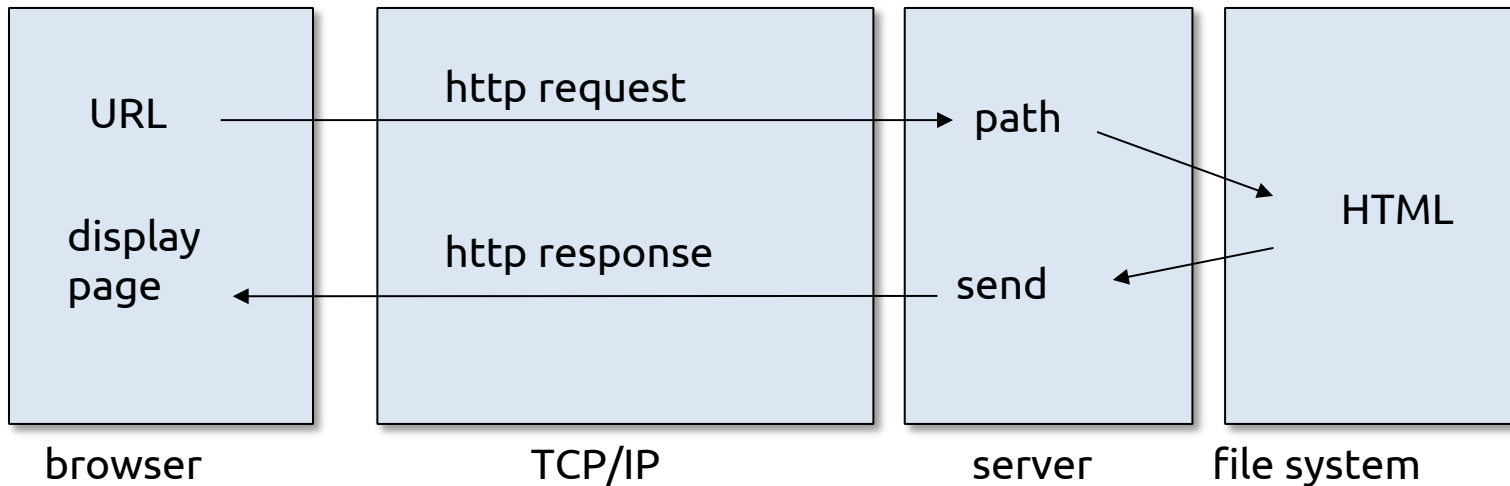 URL
http request
path
HTML
display
page
http response
send
browser
TCP/IP
server
file system